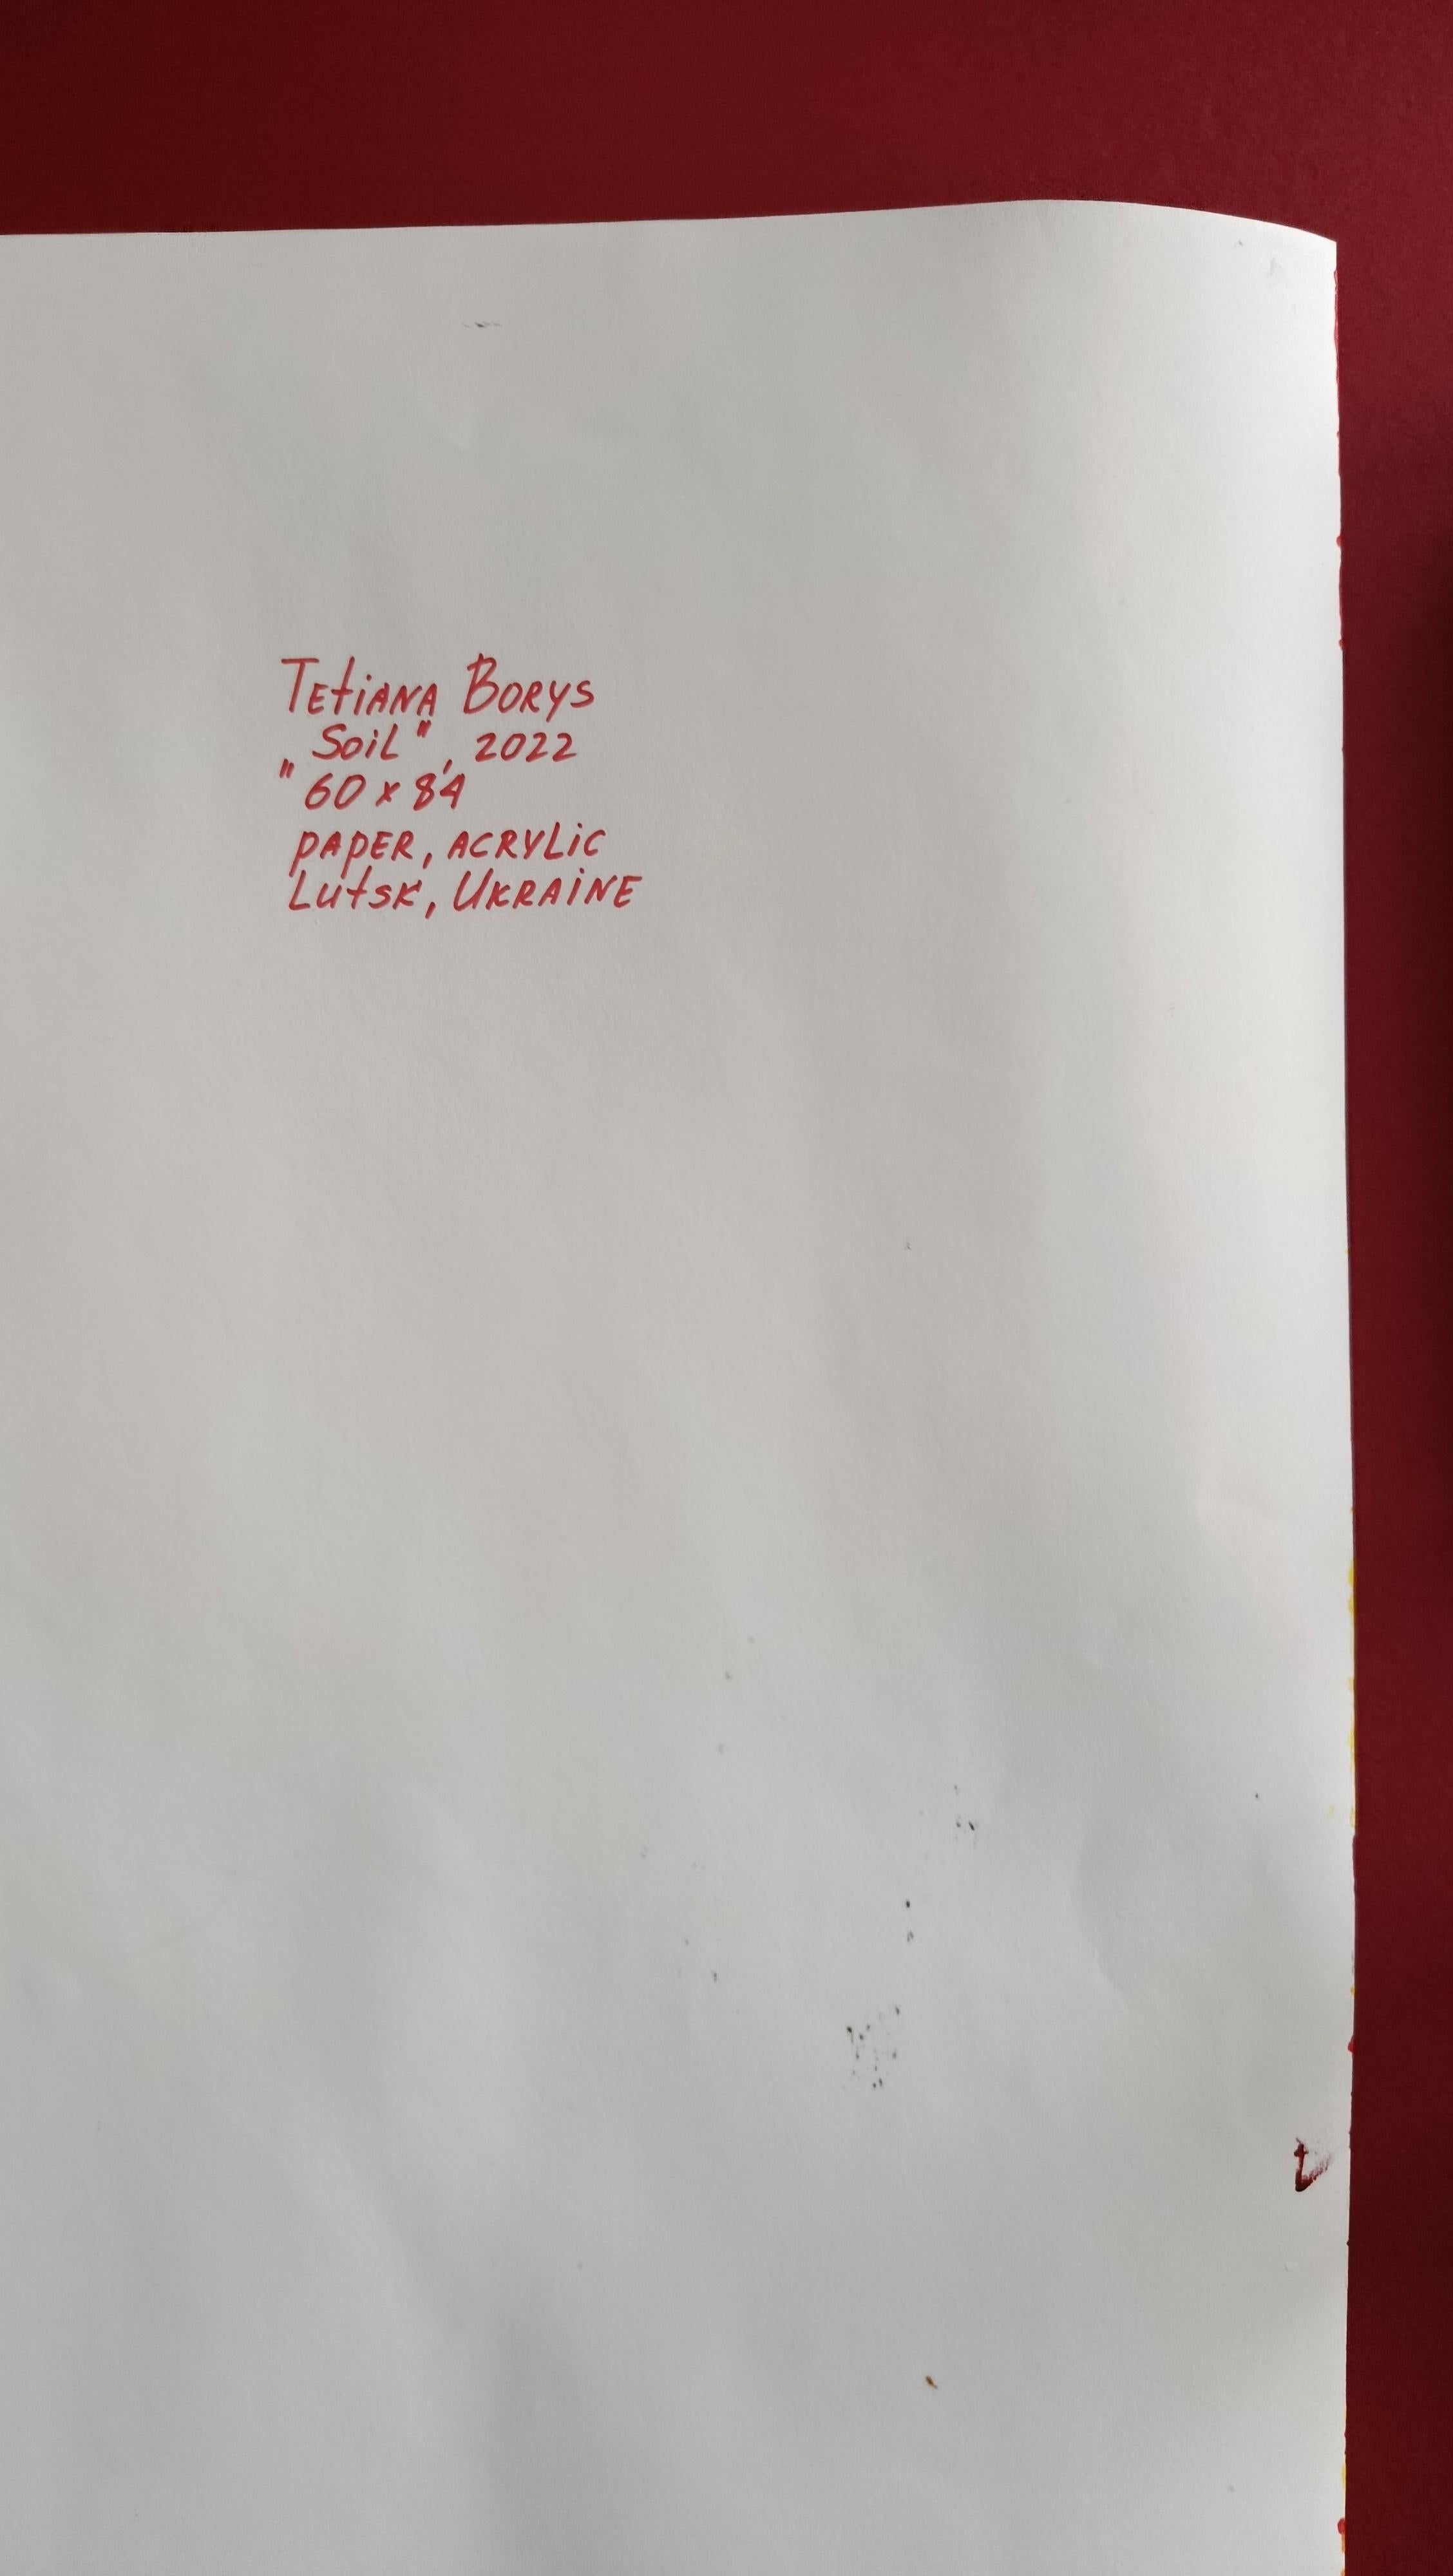 Tetiana Borys
„Soil", 2022
60 x 84
paper, acrylic
Lutsk, Ukraine